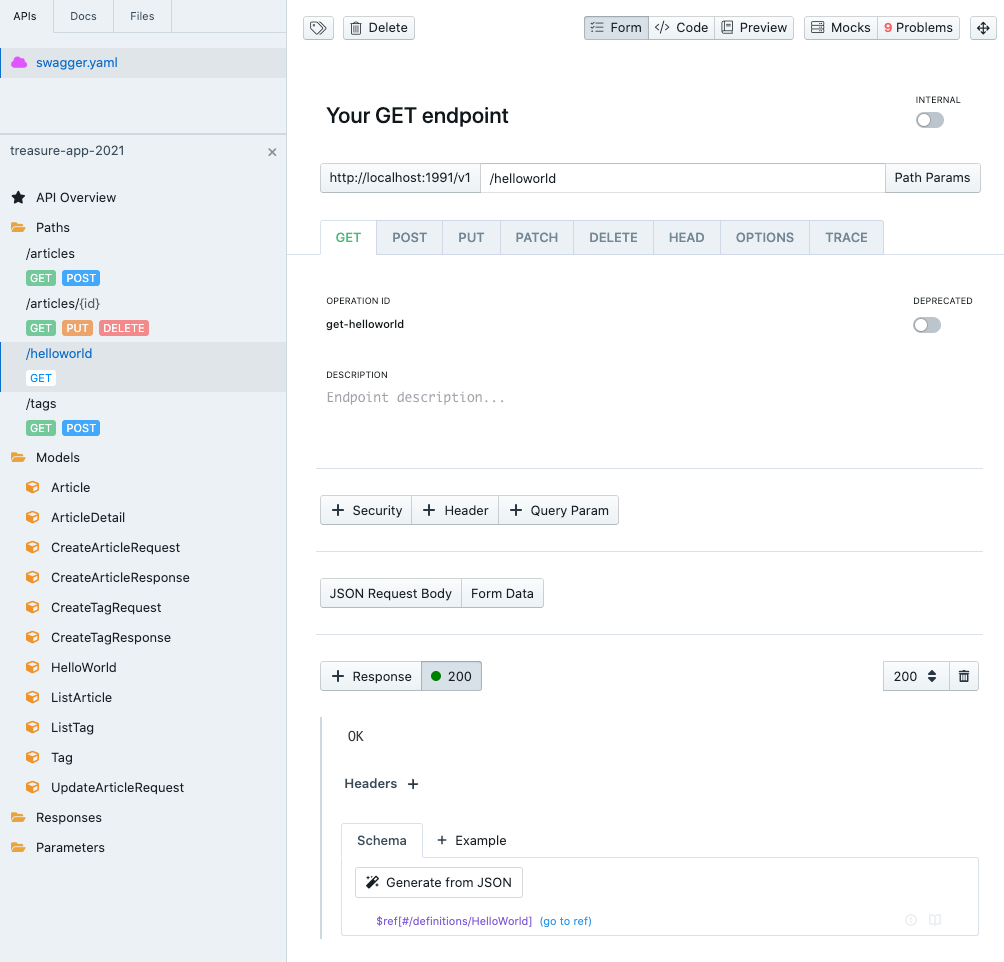 APIs Docs Files
swagger.yaml
treasure-app-2021
API Overview
Paths
/articles
GET POST
/articles/{id}
GET PUT DELETE
/helloworld
GET
/tags
GET POST
Models
Article
ArticleDetail
CreateArticleRequest
CreateArticleResponse
CreateTagRequest
CreateTagResponse
HelloWorld
ListArticle
ListTag
Tag
UpdateArticleRequest
Responses
Parameters
Delete Form </> Code Preview Mocks 9 Problems
Your GET endpoint
INTERNAL
http://localhost:1991/v1 /helloworld Path Params
GET POST PUT PATCH DELETE HEAD OPTIONS TRACE
OPERATION ID
get-helloworld
DEPRECATED
DESCRIPTION
Endpoint description...
+ Security + Header + Query Param
JSON Request Body Form Data
+ Response 200 200
OK
Headers +
Schema + Example
Generate from JSON
$ref[#/definitions/HelloWorld] (go to ref)